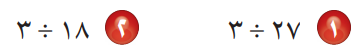 ١ ٢٧ ÷ ٣ ٢ ١٨ ÷ ٣